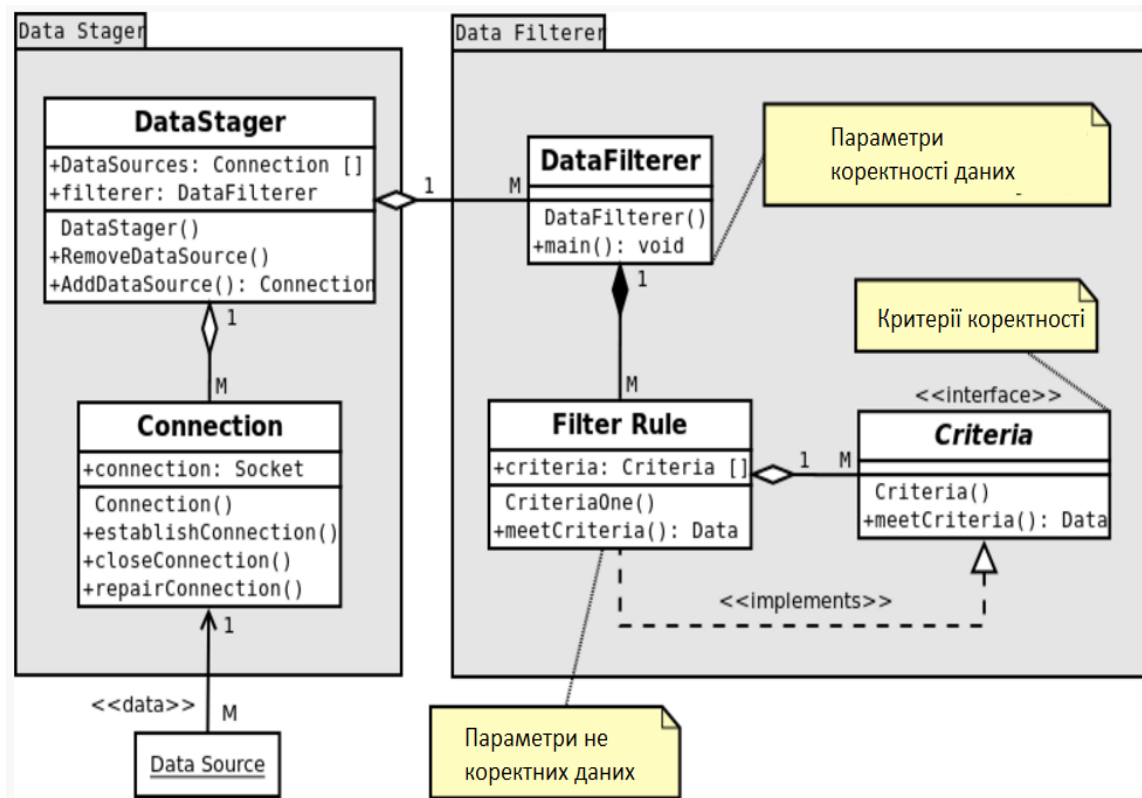 Data Stager
DataStager
+DataSources: Connection []
+filterer: DataFilterer
DataStager()
+RemoveDataSource()
+AddDataSource(): Connection
1
M
1
M
Connection
+connection: Socket
Connection()
+establishConnection()
+closeConnection()
+repairConnection()
1
<<data>>
M
Data Source
Data Filterer
DataFilterer
DataFilterer()
+main(): void
Параметри
коректності даних
1
M
Критерії коректності
Filter Rule
+criteria: Criteria []
CriteriaOne()
+meetCriteria(): Data
1
M
<<interface>>
Criteria
Criteria()
+meetCriteria(): Data
<<implements>>
Параметри не
коректних даних